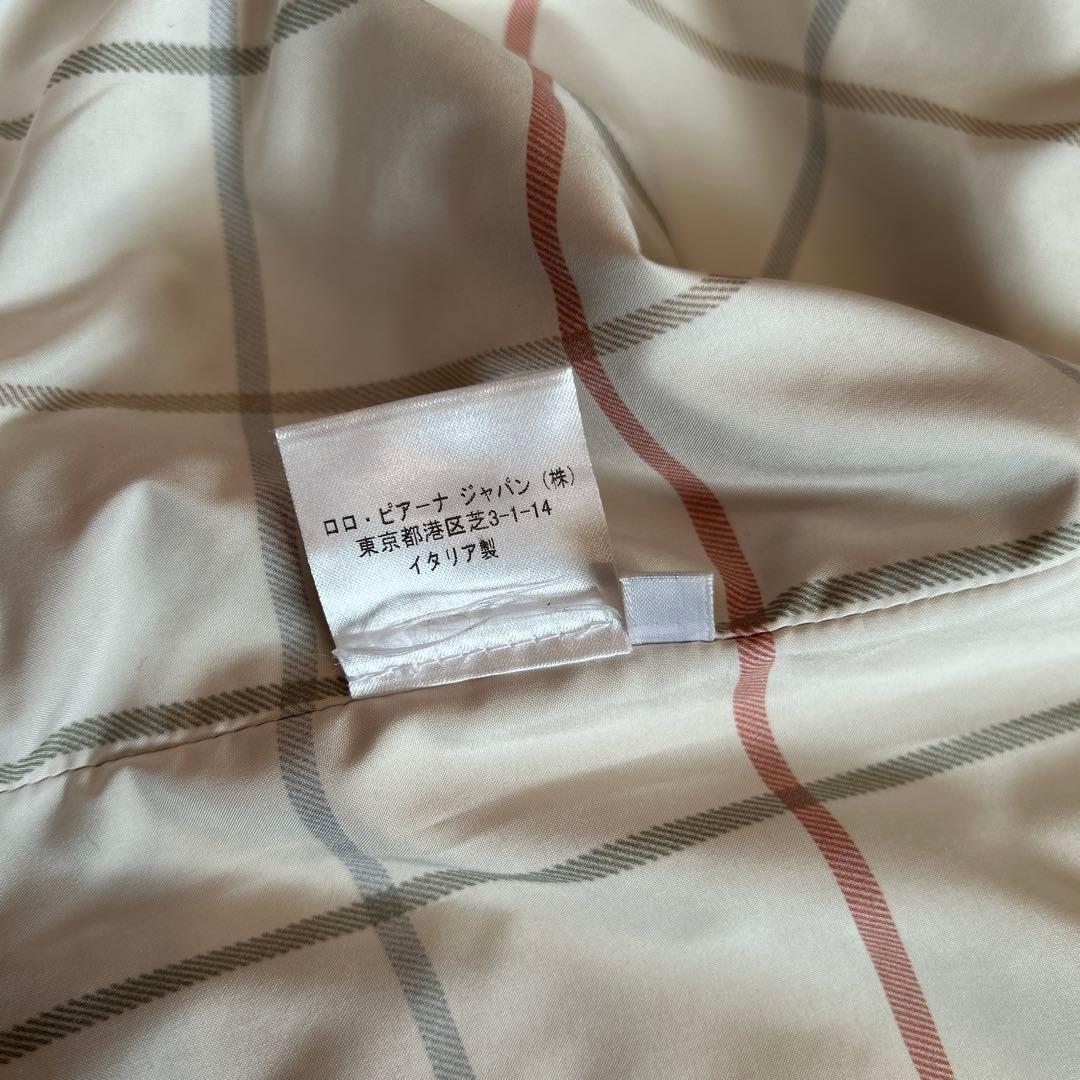 ロロ・ピアーナ ジャパン (株)
東京都港区芝3-1-14
イタリア製